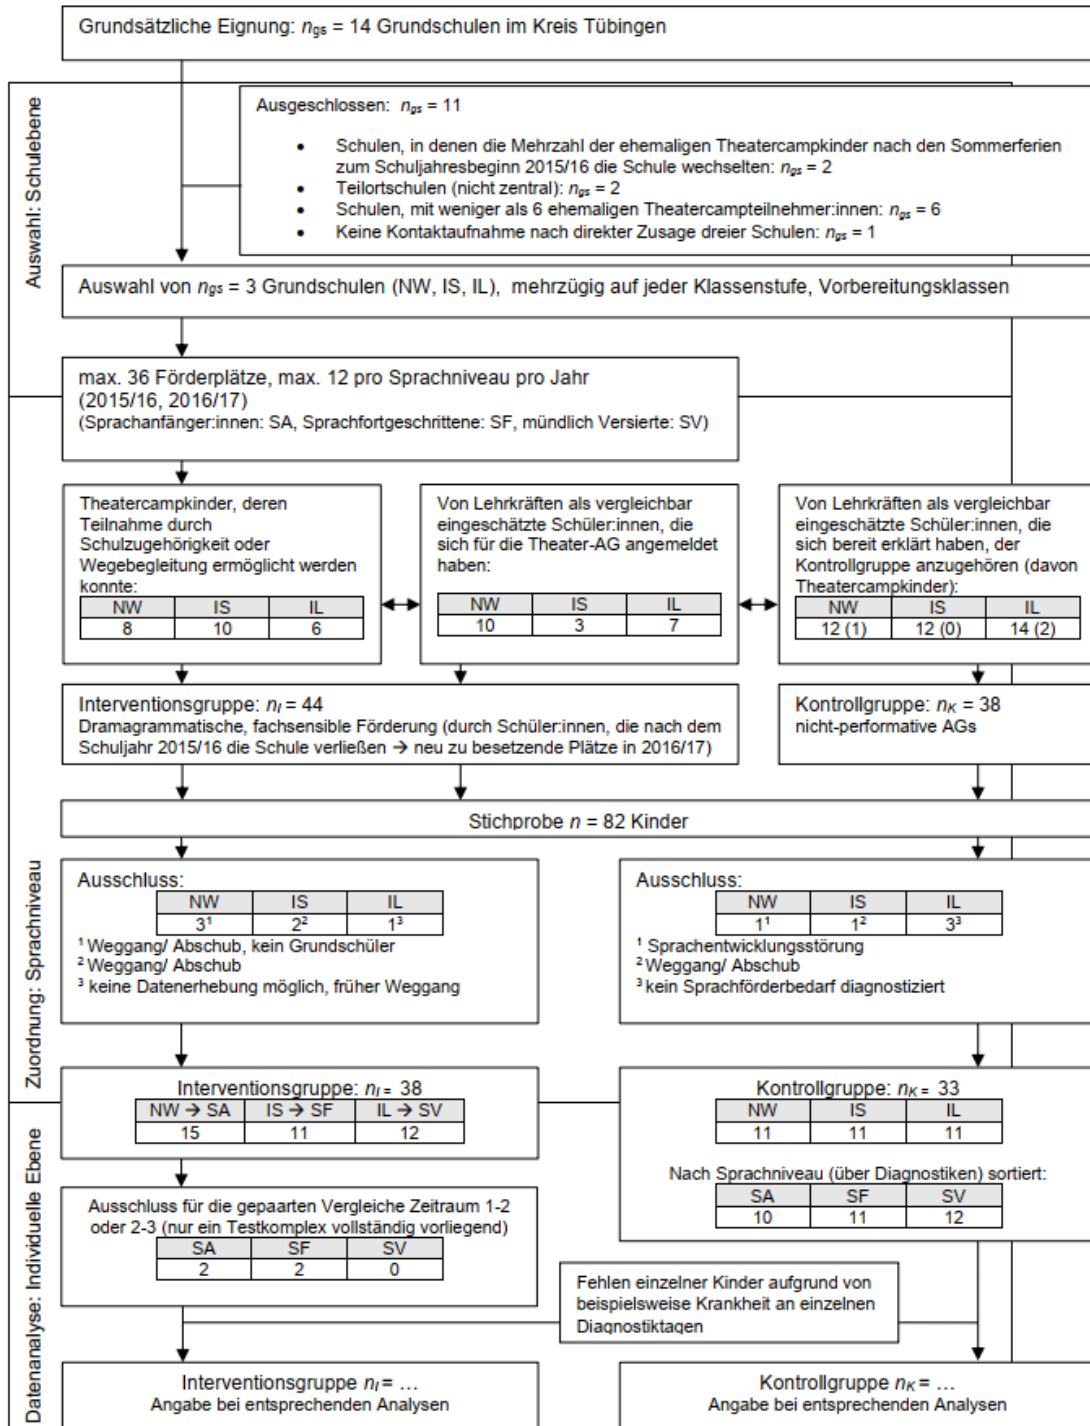 Grundsätzliche Eignung: ngs = 14 Grundschulen im Kreis Tübingen
Auswahl: Schulebene
Ausgeschlossen: ngs = 11
• Schulen, in denen die Mehrzahl der ehemaligen Theatercampkinder nach den Sommerferien
zum Schuljahresbeginn 2015/16 die Schule wechselten: ngs = 2
• Teilortschulen (nicht zentral): ngs = 2
• Schulen, mit weniger als 6 ehemaligen Theatercampteilnehmer:innen: ngs = 6
• Keine Kontaktaufnahme nach direkter Zusage dreier Schulen: ngs = 1
Auswahl von ngs = 3 Grundschulen (NW, IS, IL), mehrzügig auf jeder Klassenstufe, Vorbereitungsklassen
max. 36 Förderplätze, max. 12 pro Sprachniveau pro Jahr
(2015/16, 2016/17)
(Sprachanfänger:innen: SA, Sprachfortgeschrittene: SF, mündlich Versierte: SV)
Zuordnung: Sprachniveau
Theatercampkinder, deren
Teilnahme durch
Schulzugehörigkeit oder
Wegebegleitung ermöglicht werden
konnte:
NW IS IL
8 10 6
Von Lehrkräften als vergleichbar
eingeschätzte Schüler:innen, die
sich für die Theater-AG angemeldet
haben:
NW IS IL
10 3 7
Von Lehrkräften als vergleichbar
eingeschätzte Schüler:innen, die
sich bereit erklärt haben, der
Kontrollgruppe anzugehören (davon
Theatercampkinder):
NW IS IL
12 (1) 12 (0) 14 (2)
Interventionsgruppe: nI = 44
Dramagrammatische, fachsensible Förderung (durch Schüler:innen, die nach dem
Schuljahr 2015/16 die Schule verließen → neu zu besetzende Plätze in 2016/17)
Kontrollgruppe: nK = 38
nicht-performative AGs
Stichprobe n = 82 Kinder
Ausschluss:
NW IS IL
3¹ 2² 1³
¹ Weggang/ Abschub, kein Grundschüler
² Weggang/ Abschub
³ keine Datenerhebung möglich, früher Weggang
Ausschluss:
NW IS IL
1¹ 1² 3³
¹ Sprachentwicklungsstörung
² Weggang/ Abschub
³ kein Sprachförderbedarf diagnostiziert
Interventionsgruppe: nI = 38
NW → SA IS → SF IL → SV
15 11 12
Kontrollgruppe: nK = 33
NW IS IL
11 11 11
Nach Sprachniveau (über Diagnostiken) sortiert:
SA SF SV
10 11 12
Datenanalyse: Individuelle Ebene
Ausschluss für die gepaarten Vergleiche Zeitraum 1-2
oder 2-3 (nur ein Testkomplex vollständig vorliegend)
SA SF SV
2 2 0
Fehlen einzelner Kinder aufgrund von
beispielsweise Krankheit an einzelnen
Diagnostiktagen
Interventionsgruppe nI = …
Angabe bei entsprechenden Analysen
Kontrollgruppe nK = …
Angabe bei entsprechenden Analysen